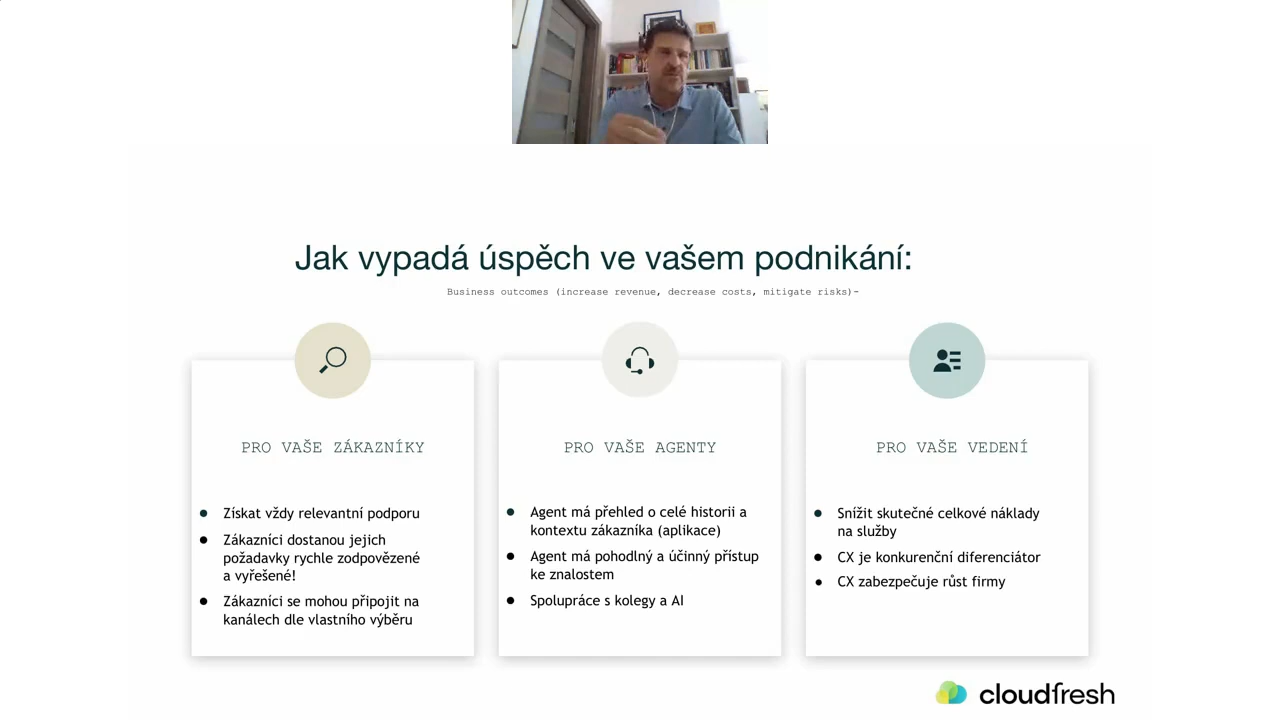 Jak vypadá úspěch ve vašem podnikání:
Business outcomes (increase revenue, decrease costs, mitigate risks)-
PRO VAŠE ZÁKAZNÍKY
Získat vždy relevantní podporu
Zákazníci dostanou jejich
požadavky rychle zodpovězené
a vyřešené!
Zákazníci se mohou připojit na
kanálech dle vlastního výběru
PRO VAŠE AGENTY
Agent má přehled o celé historii a
kontextu zákazníka (aplikace)
Agent má pohodlný a účinný přístup
ke znalostem
Spolupráce s kolegy a AI
PRO VAŠE VEDENÍ
Snížit skutečné celkové náklady
na služby
CX je konkurenční diferenciátor
CX zabezpečuje růst firmy
cloudfresh